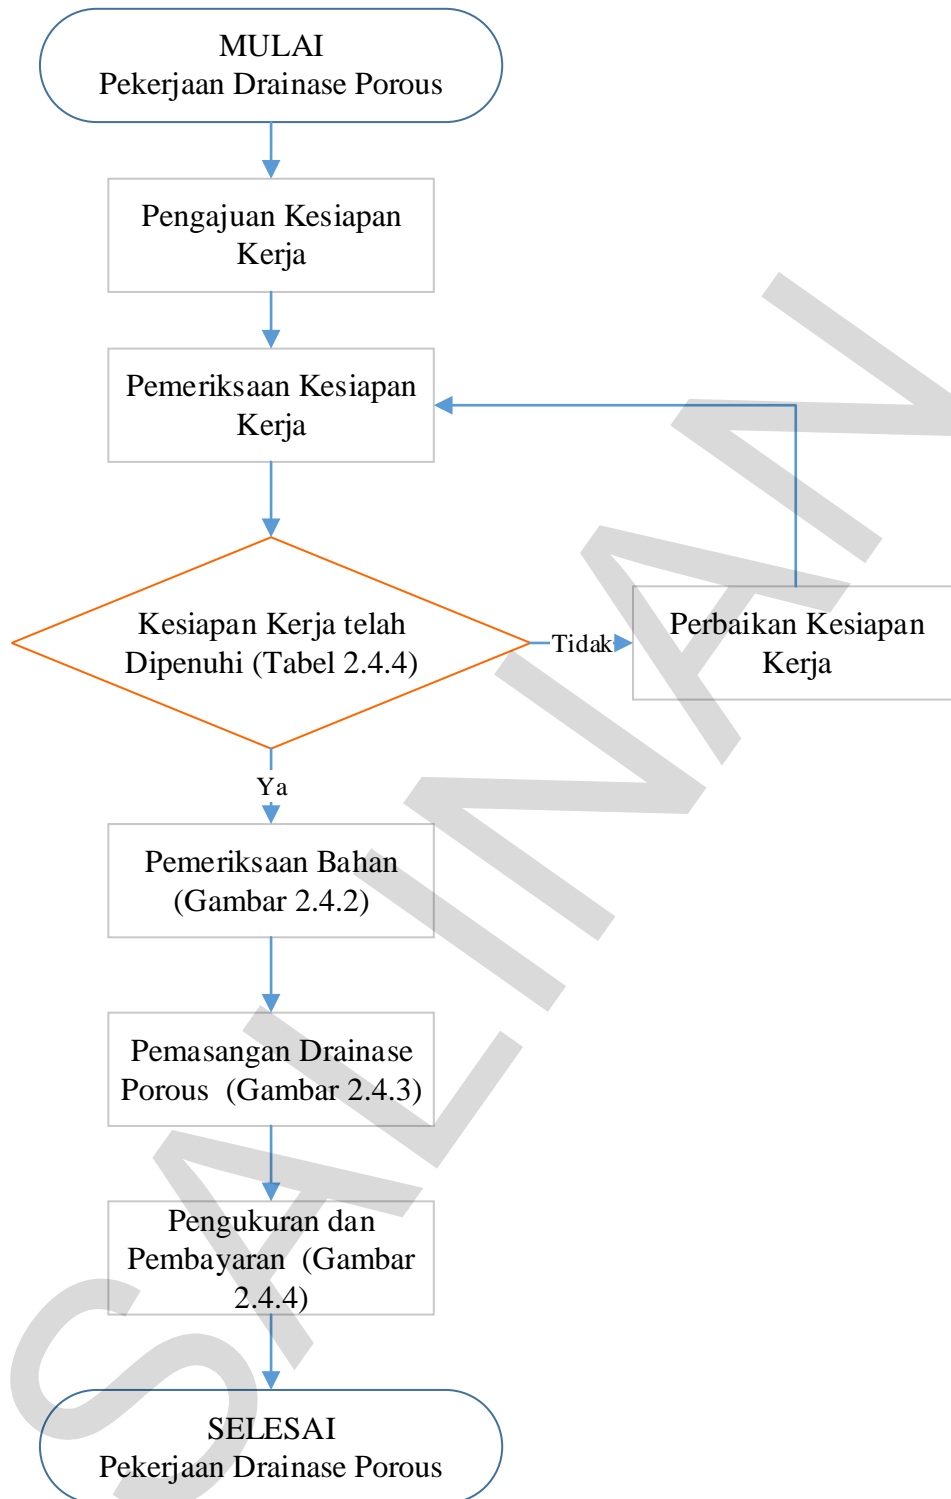 MULAI
Pekerjaan Drainase Porous
Pengajuan Kesiapan
Kerja
Pemeriksaan Kesiapan
Kerja
Kesiapan Kerja telah
Dipenuhi (Tabel 2.4.4)
Tidak
Perbaikan Kesiapan
Kerja
Ya
Pemeriksaan Bahan
(Gambar 2.4.2)
Pemasangan Drainase
Porous (Gambar 2.4.3)
Pengukuran dan
Pembayaran (Gambar
2.4.4)
SELESAI
Pekerjaan Drainase Porous
SALINAN